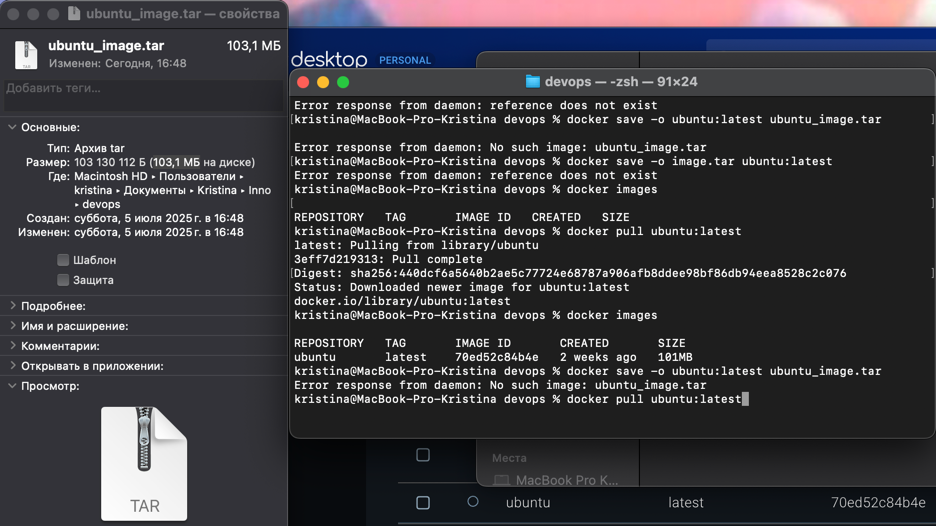 ubuntu_image.tar — свойства
ubuntu_image.tar 103,1 МБ
Изменен: Сегодня, 16:48
Добавить теги...
Основные:
Тип: Архив tar
Размер: 103 130 112 Б (103,1 МБ на диске)
Где: Macintosh HD ▸ Пользователи ▸
kristina ▸ Документы ▸ Kristina ▸ Inno
▸ devops
Создан: суббота, 5 июля 2025 г. в 16:48
Изменен: суббота, 5 июля 2025 г. в 16:48
Шаблон
Защита
Подробнее:
Имя и расширение:
Комментарии:
Открывать в приложении:
Просмотр:
TAR
desktop PERSONAL
devops — -zsh — 91×24
Error response from daemon: reference does not exist
[kristina@MacBook-Pro-Kristina devops % docker save -o ubuntu:latest ubuntu_image.tar ]
Error response from daemon: No such image: ubuntu_image.tar
[kristina@MacBook-Pro-Kristina devops % docker save -o image.tar ubuntu:latest ]
Error response from daemon: reference does not exist
kristina@MacBook-Pro-Kristina devops % docker images
[ ]
REPOSITORY TAG IMAGE ID CREATED SIZE
kristina@MacBook-Pro-Kristina devops % docker pull ubuntu:latest
latest: Pulling from library/ubuntu
3eff7d219313: Pull complete
[Digest: sha256:440dcf6a5640b2ae5c77724e68787a906afb8ddee98bf86db94eea8528c2c076 ]
Status: Downloaded newer image for ubuntu:latest
docker.io/library/ubuntu:latest
kristina@MacBook-Pro-Kristina devops % docker images
REPOSITORY TAG IMAGE ID CREATED SIZE
ubuntu latest 70ed52c84b4e 2 weeks ago 101MB
kristina@MacBook-Pro-Kristina devops % docker save -o ubuntu:latest ubuntu_image.tar
Error response from daemon: No such image: ubuntu_image.tar
kristina@MacBook-Pro-Kristina devops % docker pull ubuntu:latest
Места
MacBook Pro K...
ubuntu latest 70ed52c84b4e